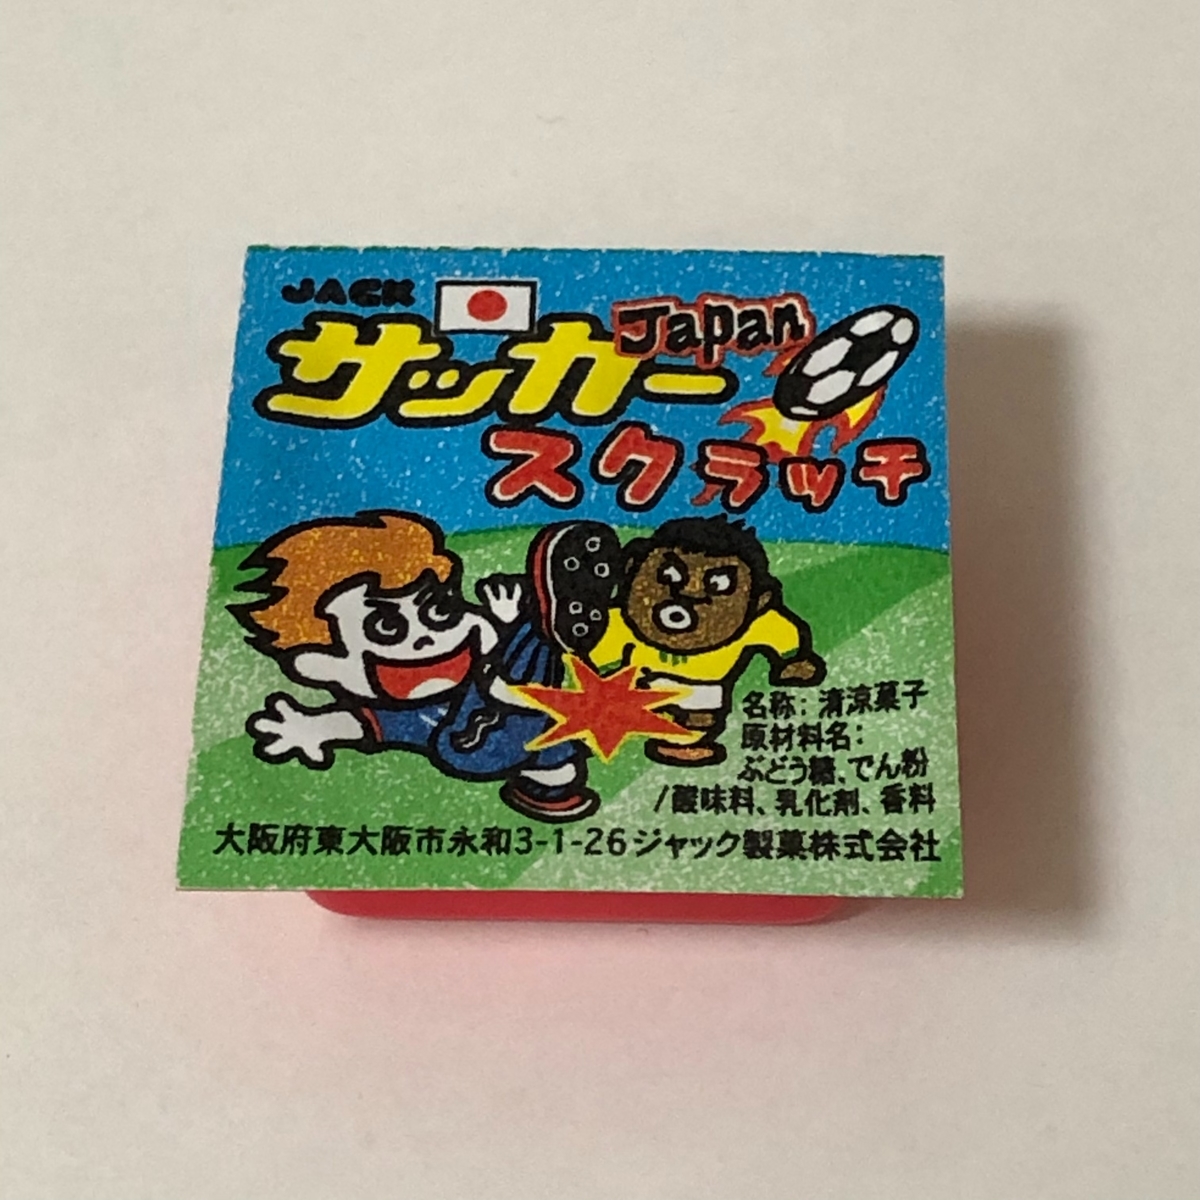 JACK
サッカー
Japan
スクラッチ
名称:清涼菓子
原材料名:
ぶどう糖、でん粉
/酸味料、乳化剤、香料
大阪府東大阪市永和3-1-26ジャック製菓株式会社